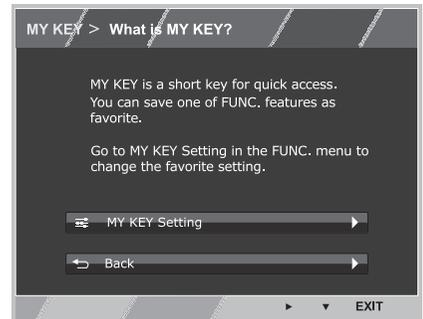 MY KEY > What is MY KEY?
MY KEY is a short key for quick access.
You can save one of FUNC. features as
favorite.
Go to MY KEY Setting in the FUNC. menu to
change the favorite setting.
MY KEY Setting
Back
EXIT